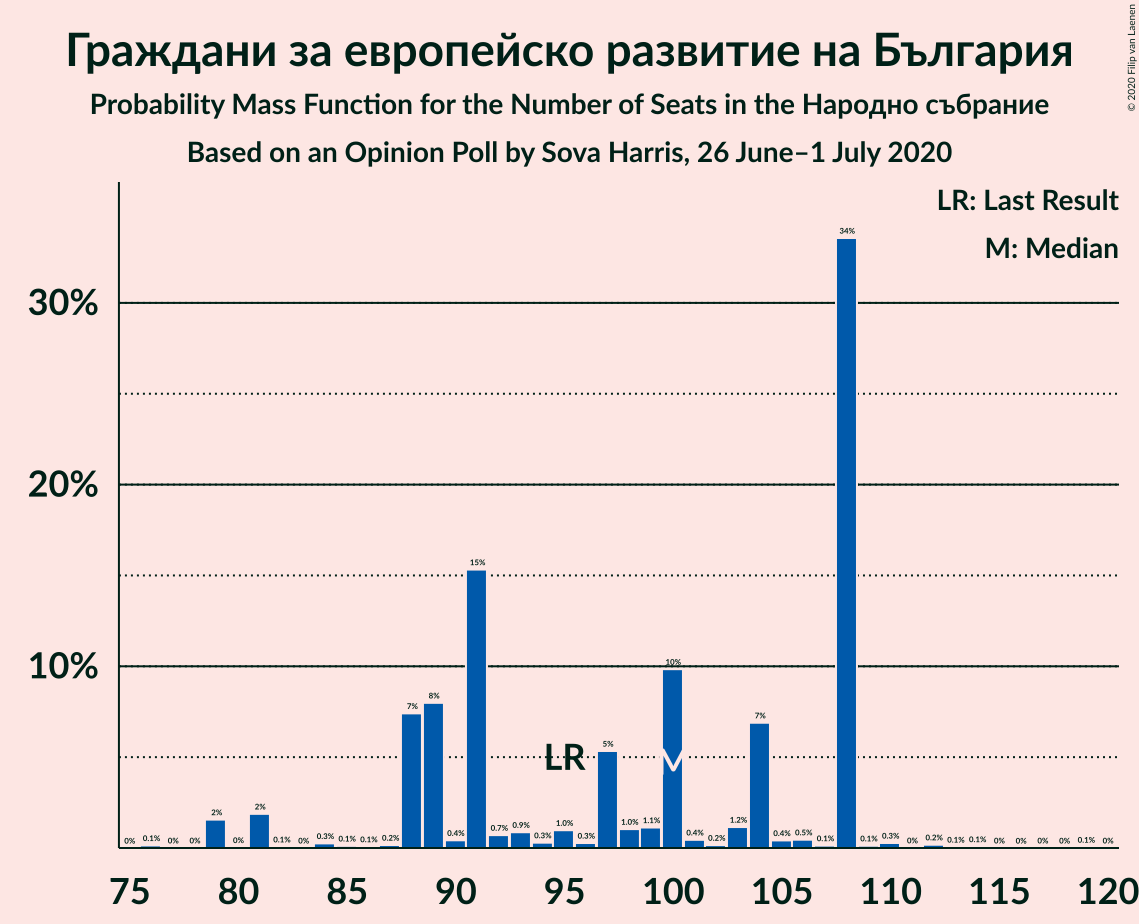 Граждани за европейско развитие на България
Probability Mass Function for the Number of Seats in the Народно събрание
Based on an Opinion Poll by Sova Harris, 26 June–1 July 2020
© 2020 Filip van Laenen
LR: Last Result
M: Median
30%
20%
10%
0% 0.1% 0% 0% 2% 0% 2% 0.1% 0% 0.3% 0.1% 0.1% 0.2% 7% 8% 0.4% 15% 0.7% 0.9% 0.3% 1.0% 0.3% 5% 1.0% 1.1% 10% 0.4% 0.2% 1.2% 7% 0.4% 0.5% 0.1% 34% 0.1% 0.3% 0% 0.2% 0.1% 0.1% 0% 0% 0% 0% 0.1% 0%
LR M
75 80 85 90 95 100 105 110 115 120